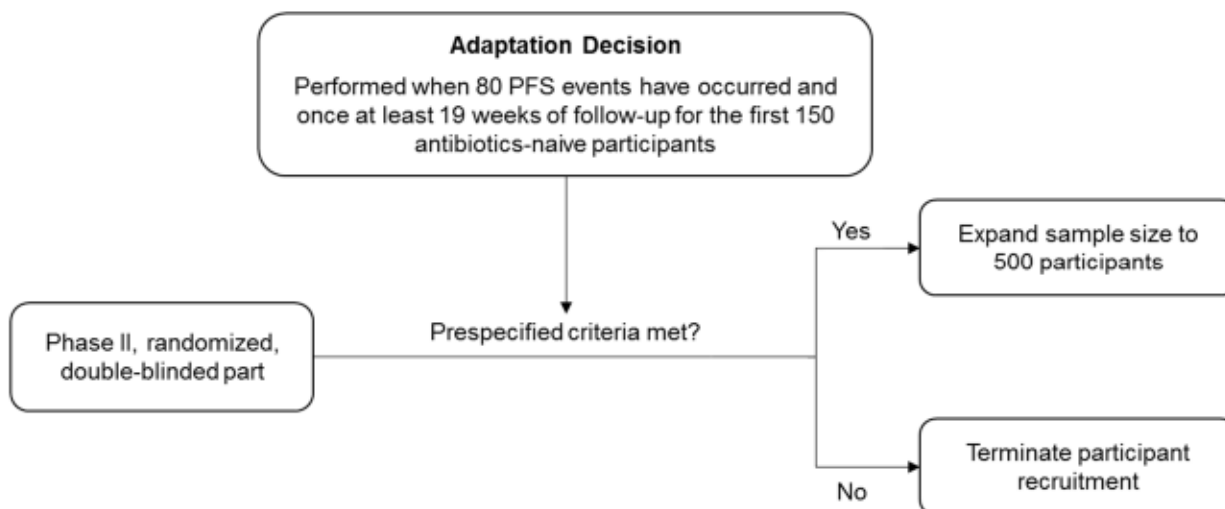 Adaptation Decision
Performed when 80 PFS events have occurred and
once at least 19 weeks of follow-up for the first 150
antibiotics-naive participants
Yes
Expand sample size to
500 participants
Prespecified criteria met?
Phase II, randomized,
double-blinded part
No
Terminate participant
recruitment